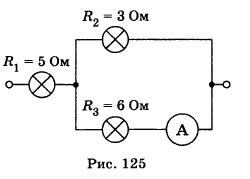 R₂ = 3 Ом
R₁ = 5 Ом
R₃ = 6 Ом
А
Рис. 125